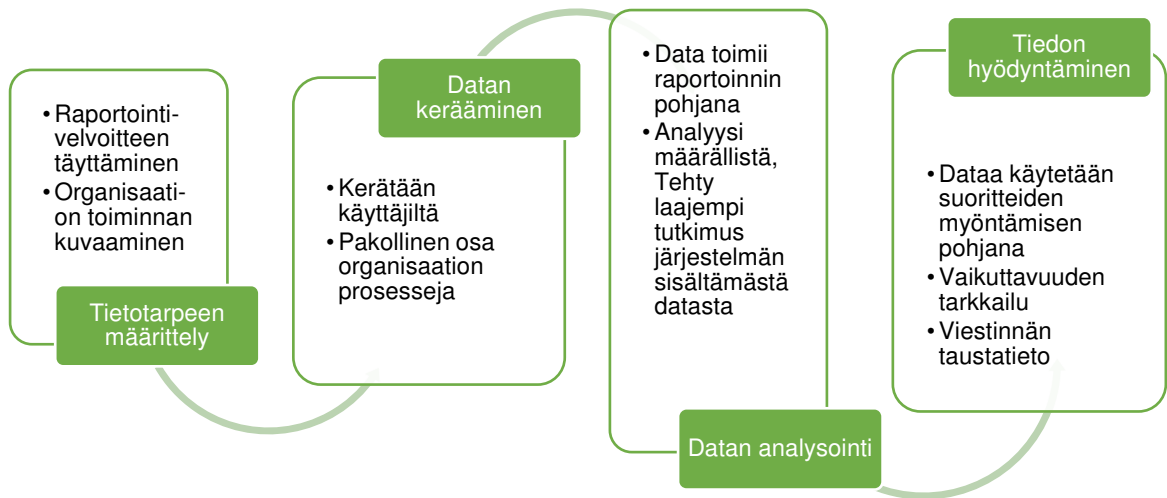 • Raportointi-
velvoitteen
täyttäminen
• Organisaati-
on toiminnan
kuvaaminen
Tietotarpeen
määrittely
Datan
kerääminen
• Kerätään
käyttäjiltä
• Pakollinen osa
organisaation
prosesseja
• Data toimii
raportoinnin
pohjana
• Analyysi
määrällistä,
Tehty
laajempi
tutkimus
järjestelmän
sisältämästä
datasta
Datan analysointi
Tiedon
hyödyntäminen
• Dataa käytetään
suoritteiden
myöntämisen
pohjana
• Vaikuttavuuden
tarkkailu
• Viestinnän
taustatieto